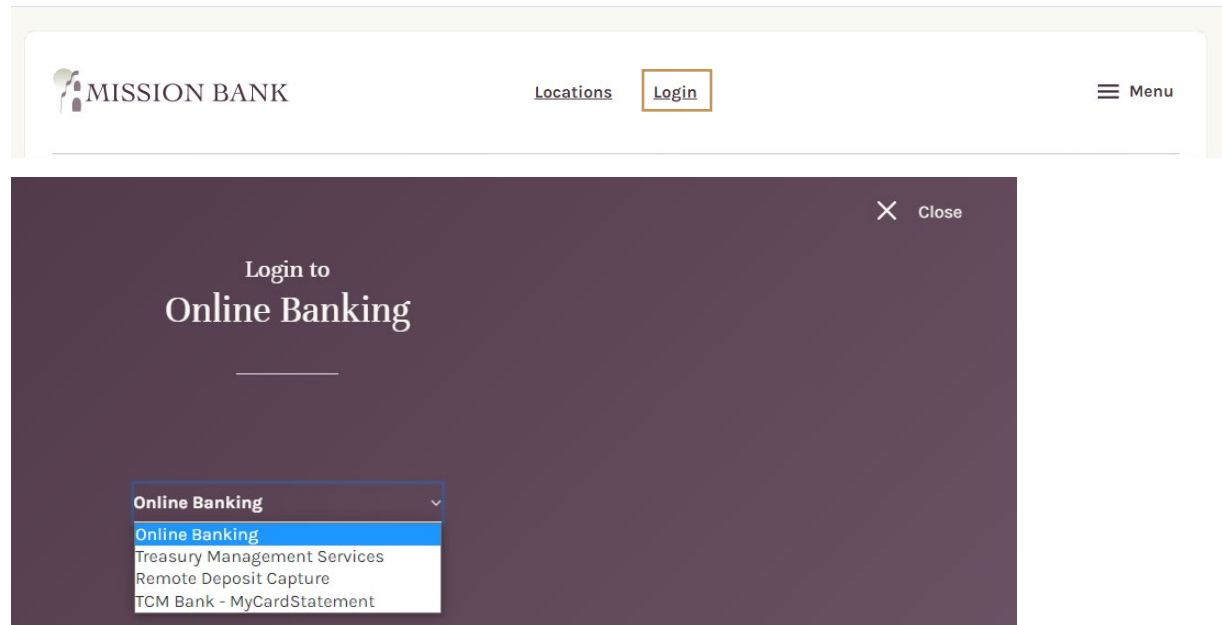 MISSION BANK
Locations
Login
Menu
Close
Login to
Online Banking
Online Banking
Online Banking
Treasury Management Services
Remote Deposit Capture
TCM Bank - MyCardStatement